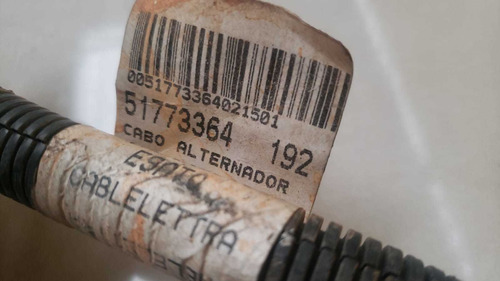 0051773364021501
51773364 192
CABO ALTERNADOR
CABLELETTRA